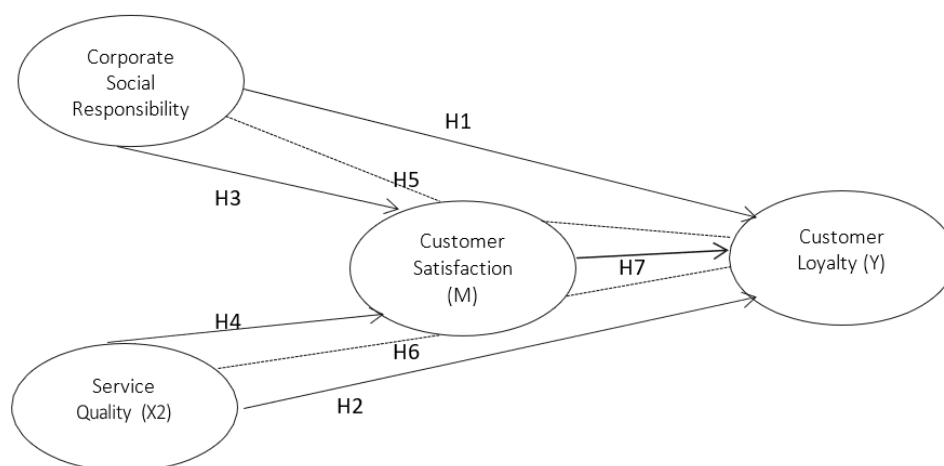 Corporate
Social
Responsibility
H1
H5
H3
Customer
Satisfaction
(M)
Customer
Loyalty (Y)
H7
H4
H6
H2
Service
Quality (X2)